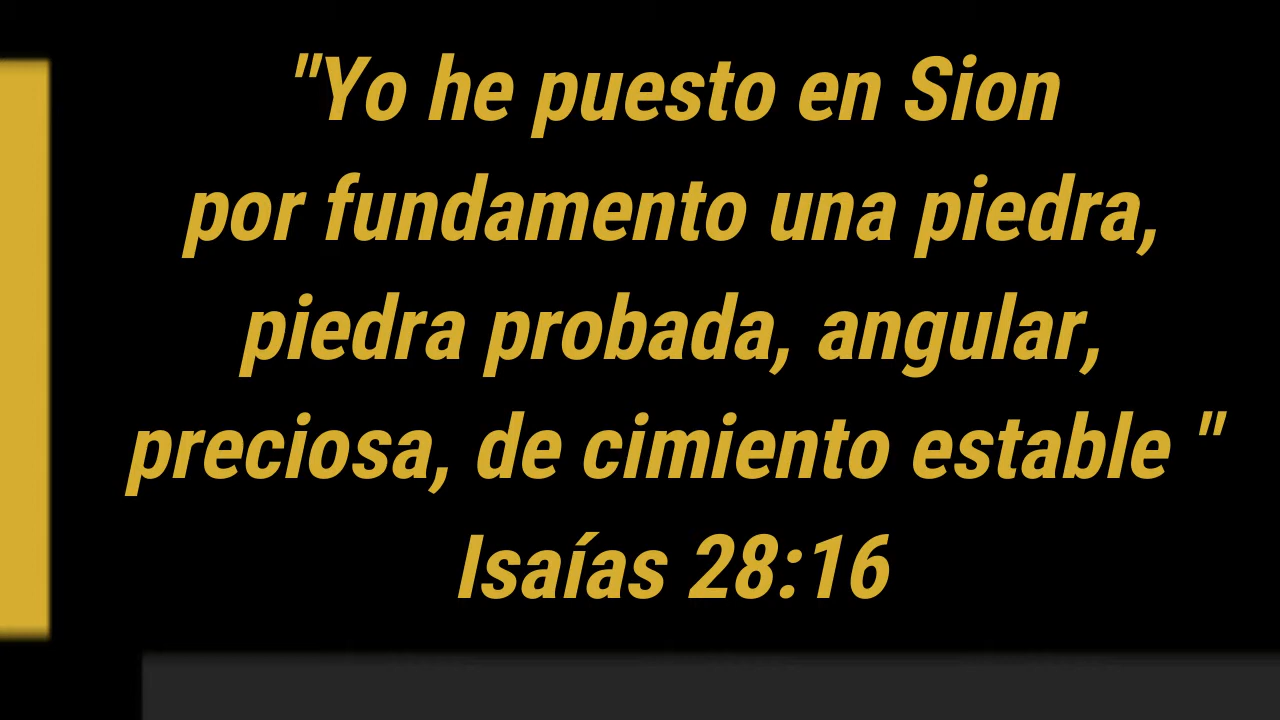 "Yo he puesto en Sion
por fundamento una piedra,
piedra probada, angular,
preciosa, de cimiento estable "
Isaías 28:16